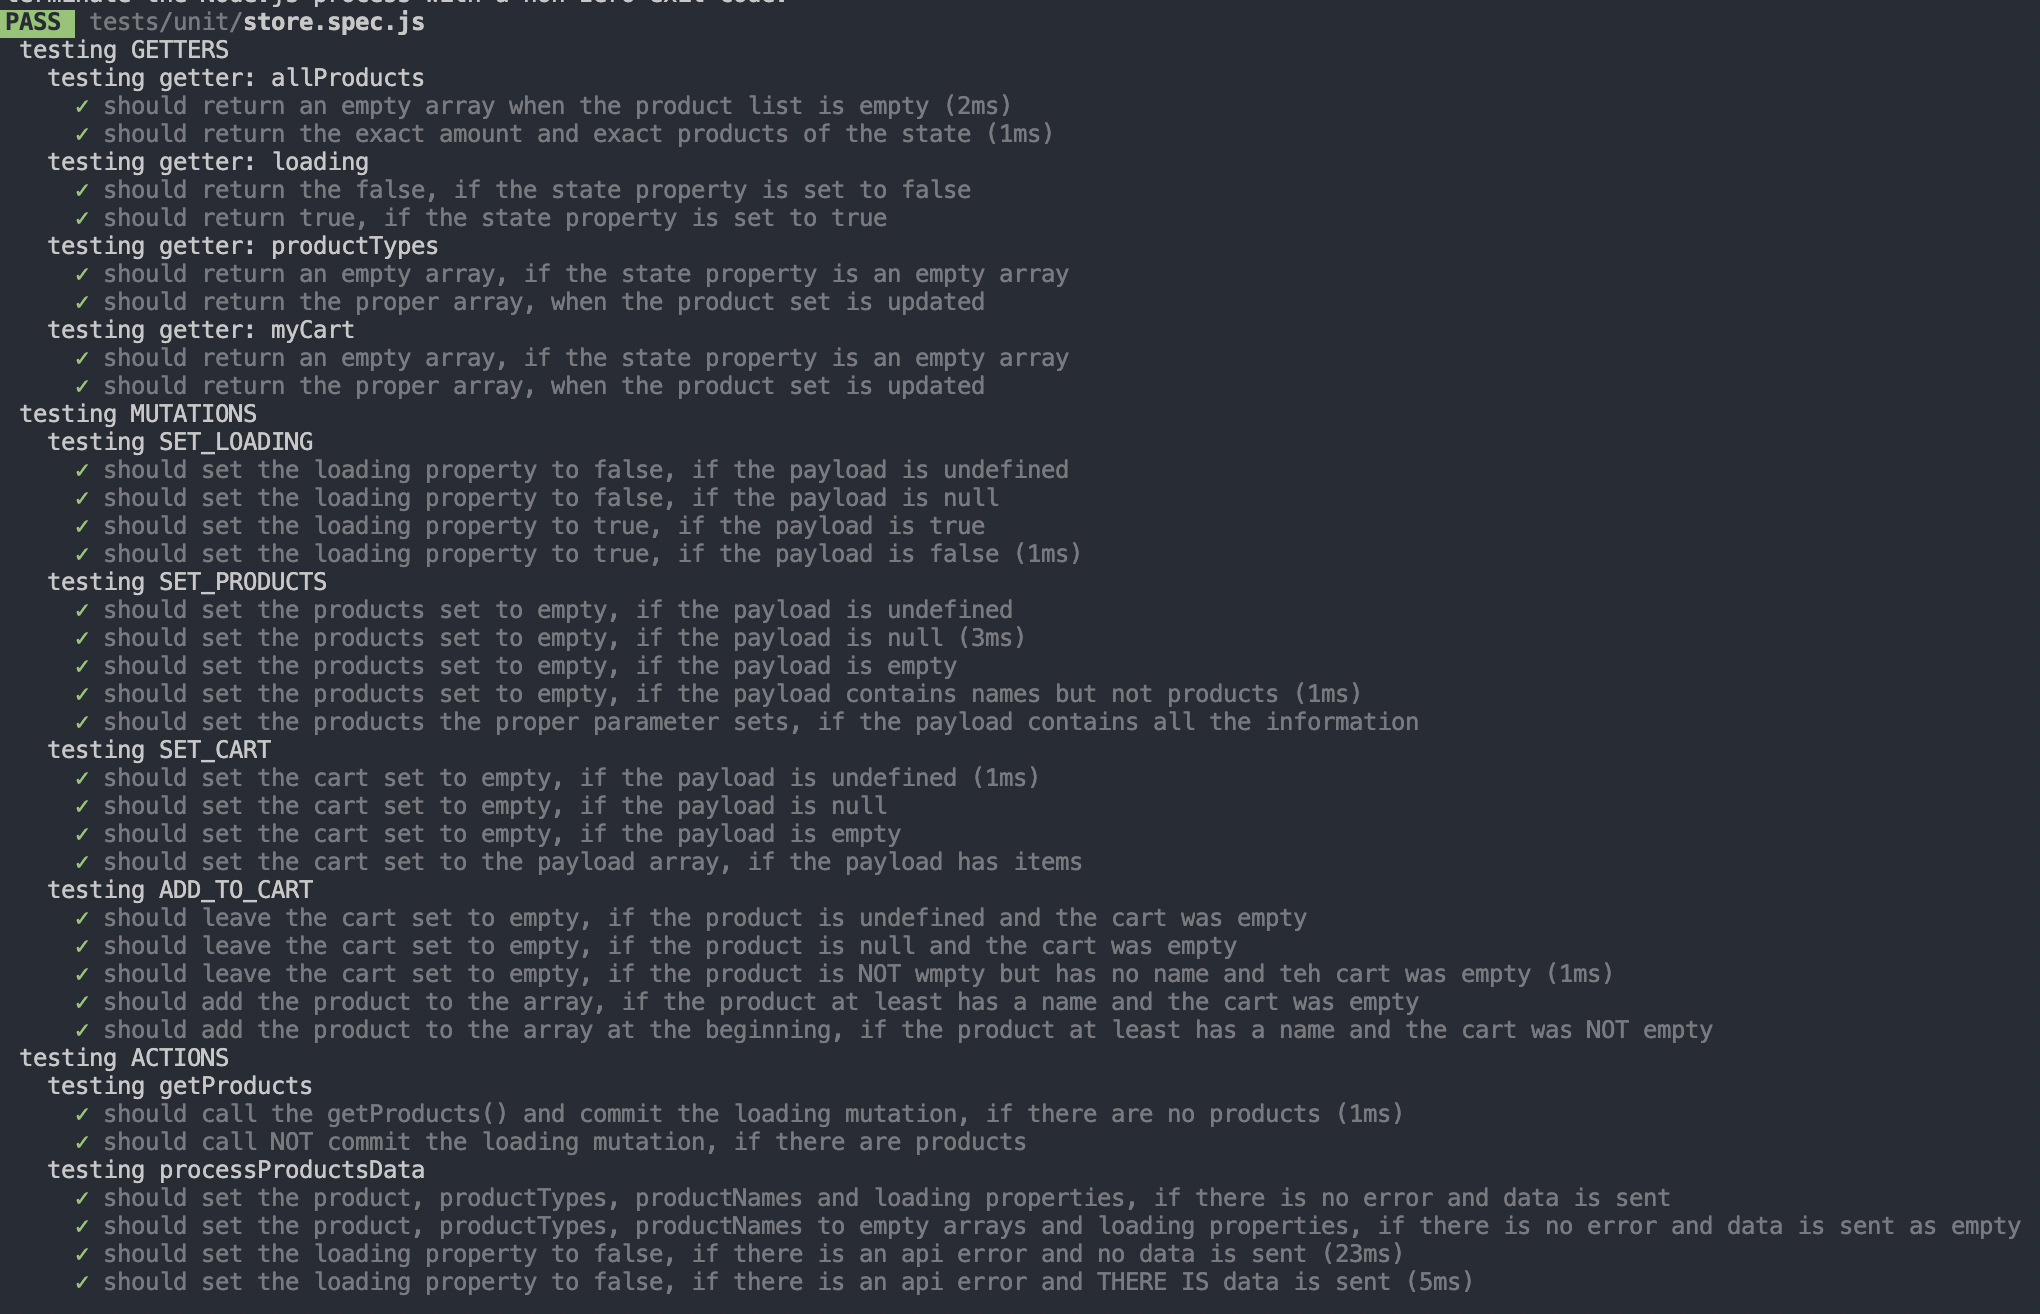 terminate the Node.js process with a non-zero exit code.
PASS tests/unit/store.spec.js
testing GETTERS
testing getter: allProducts
✓ should return an empty array when the product list is empty (2ms)
✓ should return the exact amount and exact products of the state (1ms)
testing getter: loading
✓ should return the false, if the state property is set to false
✓ should return true, if the state property is set to true
testing getter: productTypes
✓ should return an empty array, if the state property is an empty array
✓ should return the proper array, when the product set is updated
testing getter: myCart
✓ should return an empty array, if the state property is an empty array
✓ should return the proper array, when the product set is updated
testing MUTATIONS
testing SET_LOADING
✓ should set the loading property to false, if the payload is undefined
✓ should set the loading property to false, if the payload is null
✓ should set the loading property to true, if the payload is true
✓ should set the loading property to true, if the payload is false (1ms)
testing SET_PRODUCTS
✓ should set the products set to empty, if the payload is undefined
✓ should set the products set to empty, if the payload is null (3ms)
✓ should set the products set to empty, if the payload is empty
✓ should set the products set to empty, if the payload contains names but not products (1ms)
✓ should set the products the proper parameter sets, if the payload contains all the information
testing SET_CART
✓ should set the cart set to empty, if the payload is undefined (1ms)
✓ should set the cart set to empty, if the payload is null
✓ should set the cart set to empty, if the payload is empty
✓ should set the cart set to the payload array, if the payload has items
testing ADD_TO_CART
✓ should leave the cart set to empty, if the product is undefined and the cart was empty
✓ should leave the cart set to empty, if the product is null and the cart was empty
✓ should leave the cart set to empty, if the product is NOT wmpty but has no name and teh cart was empty (1ms)
✓ should add the product to the array, if the product at least has a name and the cart was empty
✓ should add the product to the array at the beginning, if the product at least has a name and the cart was NOT empty
testing ACTIONS
testing getProducts
✓ should call the getProducts() and commit the loading mutation, if there are no products (1ms)
✓ should call NOT commit the loading mutation, if there are products
testing processProductsData
✓ should set the product, productTypes, productNames and loading properties, if there is no error and data is sent
✓ should set the product, productTypes, productNames to empty arrays and loading properties, if there is no error and data is sent as empty
✓ should set the loading property to false, if there is an api error and no data is sent (23ms)
✓ should set the loading property to false, if there is an api error and THERE IS data is sent (5ms)